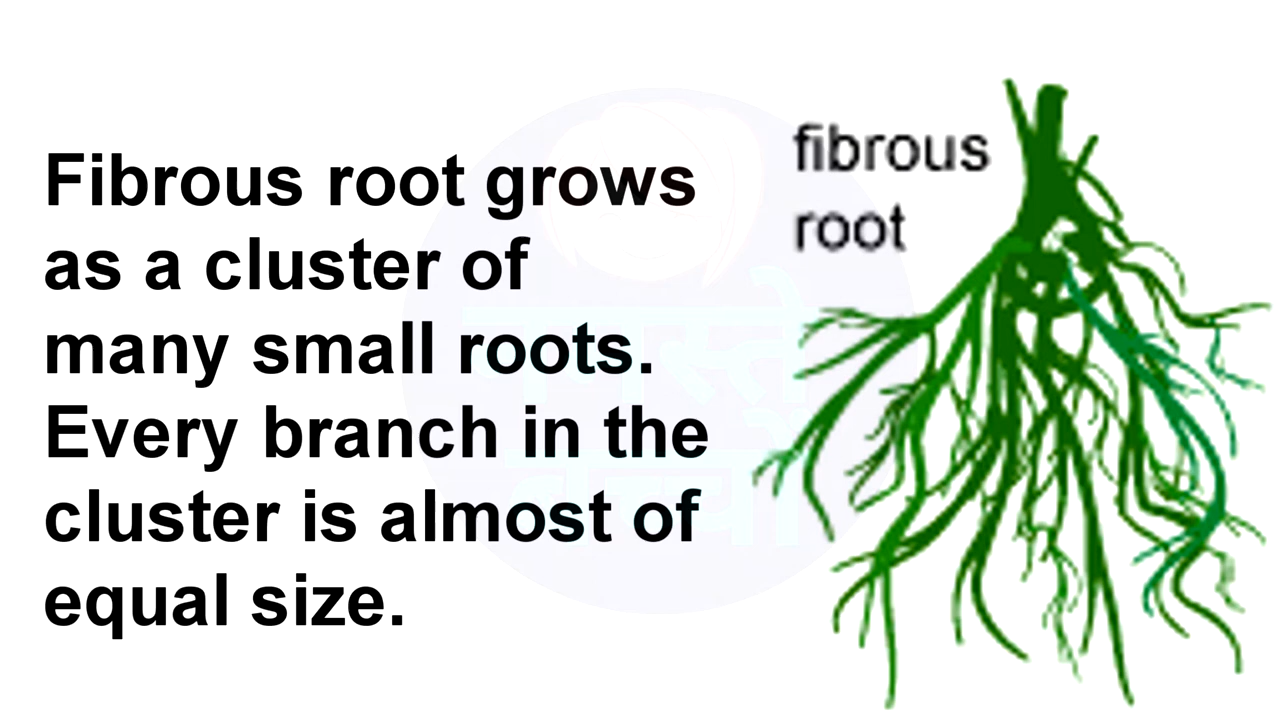 Fibrous root grows
as a cluster of
many small roots.
Every branch in the
cluster is almost of
equal size.
fibrous
root